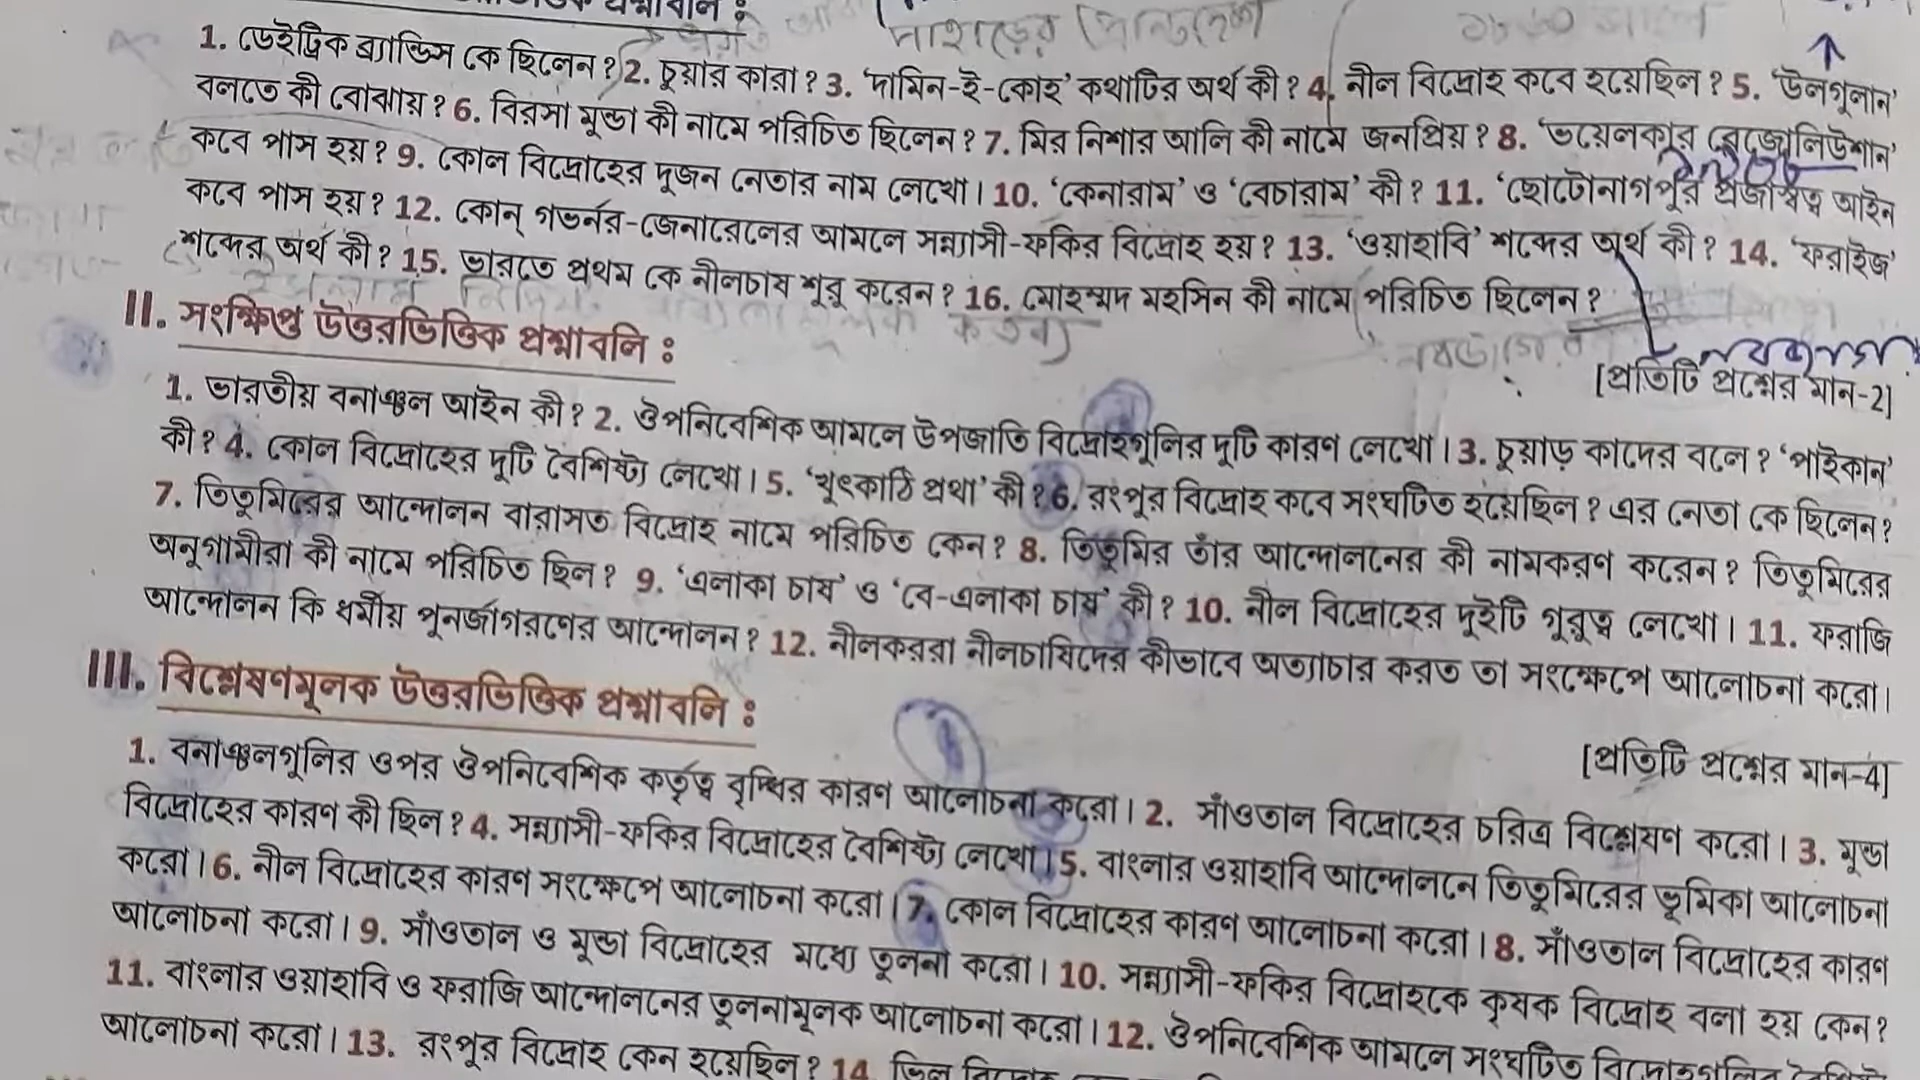 প্রশ্নাবলি :
পাহাড়ের প্রান্তদেশ
1. ডেইট্রিক ব্র্যান্ডিস কে ছিলেন? 2. চুয়ার কারা? 3. 'দামিন-ই-কোহ' কথাটির অর্থ কী? 4. নীল বিদ্রোহ কবে হয়েছিল? 5. 'উলগুলান'
বলতে কী বোঝায়? 6. বিরসা মুন্ডা কী নামে পরিচিত ছিলেন? 7. মির নিশার আলি কী নামে জনপ্রিয়? 8. 'ভয়েলকার রেজোলিউশান'
কবে পাস হয়? 9. কোল বিদ্রোহের দুজন নেতার নাম লেখো। 10. 'কেনারাম' ও 'বেচারাম' কী? 11. 'ছোটোনাগপুর প্রজাস্বত্ব আইন
কবে পাস হয়? 12. কোন্ গভর্নর-জেনারেলের আমলে সন্ন্যাসী-ফকির বিদ্রোহ হয়? 13. 'ওয়াহাবি' শব্দের অর্থ কী? 14. 'ফরাইজ'
শব্দের অর্থ কী? 15. ভারতে প্রথম কে নীলচাষ শুরু করেন? 16. মোহম্মদ মহসিন কী নামে পরিচিত ছিলেন?
নবজাগরণ
II. সংক্ষিপ্ত উত্তরভিত্তিক প্রশ্নাবলি :
[প্রতিটি প্রশ্নের মান-2]
1. ভারতীয় বনাঞ্চল আইন কী? 2. ঔপনিবেশিক আমলে উপজাতি বিদ্রোহগুলির দুটি কারণ লেখো। 3. চুয়াড় কাদের বলে? 'পাইকান'
কী? 4. কোল বিদ্রোহের দুটি বৈশিষ্ট্য লেখো। 5. 'খুৎকাঠি প্রথা' কী? 6. রংপুর বিদ্রোহ কবে সংঘটিত হয়েছিল? এর নেতা কে ছিলেন?
7. তিতুমিরের আন্দোলন বারাসত বিদ্রোহ নামে পরিচিত কেন? 8. তিতুমির তাঁর আন্দোলনের কী নামকরণ করেন? তিতুমিরের
অনুগামীরা কী নামে পরিচিত ছিল? 9. 'এলাকা চাষ' ও 'বে-এলাকা চাষ' কী? 10. নীল বিদ্রোহের দুইটি গুরুত্ব লেখো। 11. ফরাজি
আন্দোলন কি ধর্মীয় পুনর্জাগরণের আন্দোলন? 12. নীলকররা নীলচাষিদের কীভাবে অত্যাচার করত তা সংক্ষেপে আলোচনা করো।
III. বিশ্লেষণমূলক উত্তরভিত্তিক প্রশ্নাবলি :
[প্রতিটি প্রশ্নের মান-4]
1. বনাঞ্চলগুলির ওপর ঔপনিবেশিক কর্তৃত্ব বৃদ্ধির কারণ আলোচনা করো। 2. সাঁওতাল বিদ্রোহের চরিত্র বিশ্লেষণ করো। 3. মুন্ডা
বিদ্রোহের কারণ কী ছিল? 4. সন্ন্যাসী-ফকির বিদ্রোহের বৈশিষ্ট্য লেখো। 5. বাংলার ওয়াহাবি আন্দোলনে তিতুমিরের ভূমিকা আলোচনা
করো। 6. নীল বিদ্রোহের কারণ সংক্ষেপে আলোচনা করো। 7. কোল বিদ্রোহের কারণ আলোচনা করো। 8. সাঁওতাল বিদ্রোহের কারণ
আলোচনা করো। 9. সাঁওতাল ও মুন্ডা বিদ্রোহের মধ্যে তুলনা করো। 10. সন্ন্যাসী-ফকির বিদ্রোহকে কৃষক বিদ্রোহ বলা হয় কেন?
11. বাংলার ওয়াহাবি ও ফরাজি আন্দোলনের তুলনামূলক আলোচনা করো। 12. ঔপনিবেশিক আমলে সংঘটিত বিদ্রোহগুলির বৈশিষ্ট্য
আলোচনা করো। 13. রংপুর বিদ্রোহ কেন হয়েছিল? 14. ভিল বিদ্রোহ